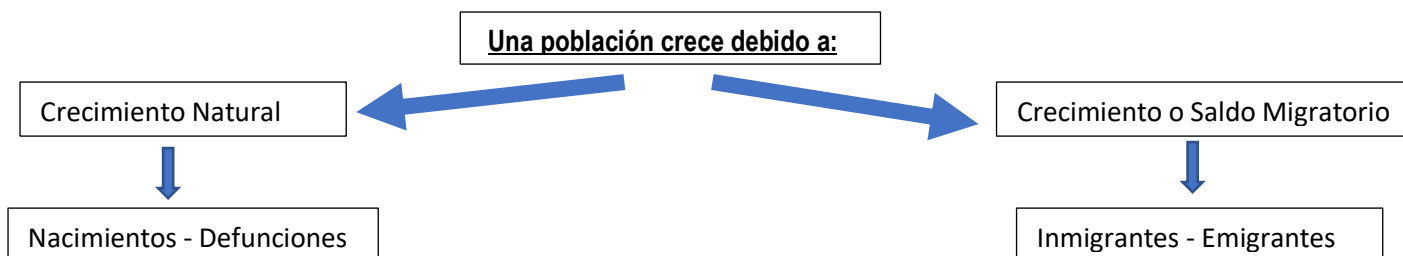 Una población crece debido a:
Crecimiento Natural
Crecimiento o Saldo Migratorio
Nacimientos - Defunciones
Inmigrantes - Emigrantes